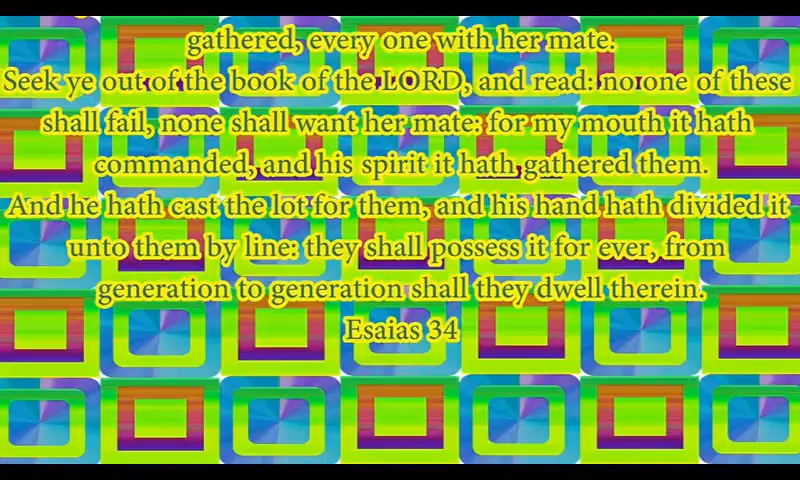 gathered, every one with her mate.
Seek ye out of the book of the LORD, and read: no one of these
shall fail, none shall want her mate: for my mouth it hath
commanded, and his spirit it hath gathered them.
And he hath cast the lot for them, and his hand hath divided it
unto them by line: they shall possess it for ever, from
generation to generation shall they dwell therein.
Esaias 34